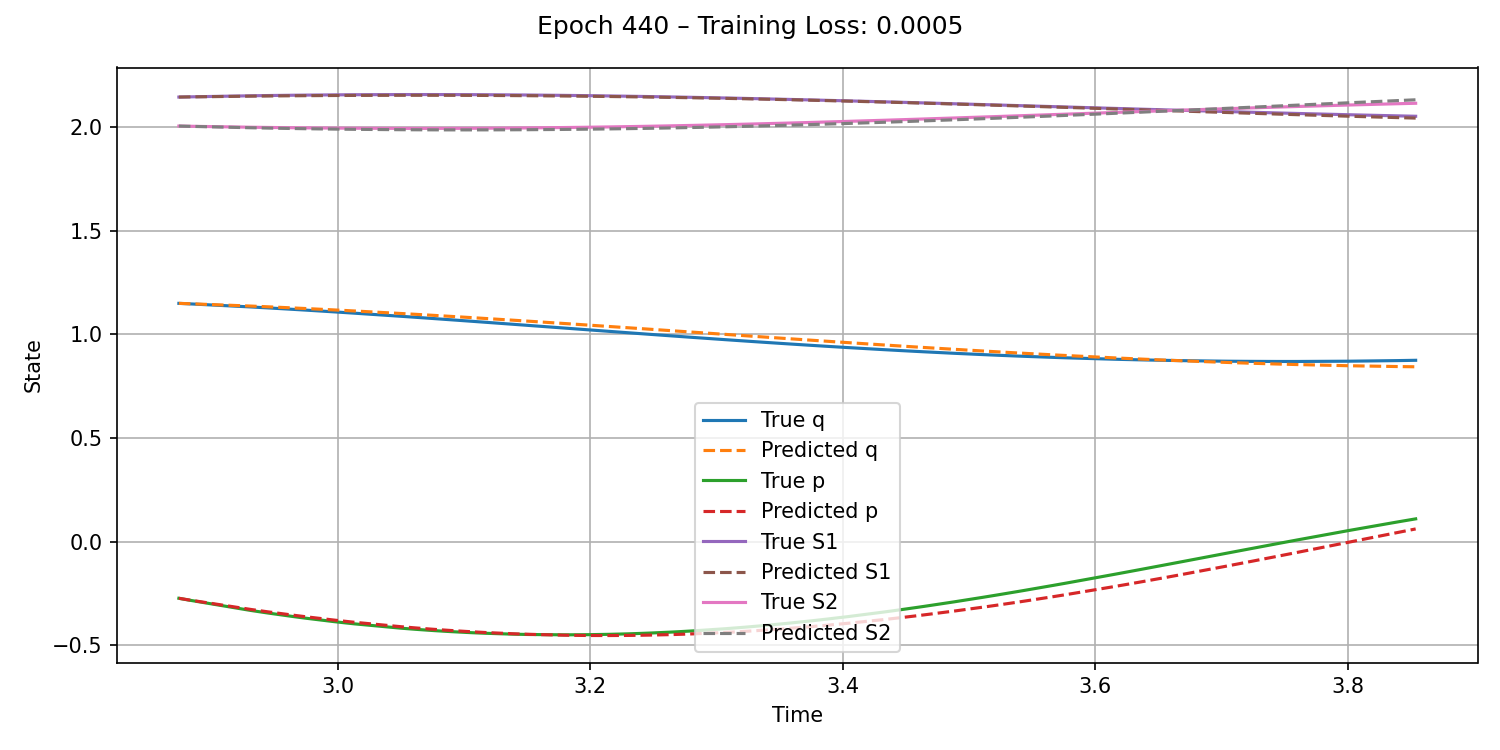 Epoch 440 – Training Loss: 0.0005
State
2.0
1.5
1.0
0.5
0.0
−0.5
True q
Predicted q
True p
Predicted p
True S1
Predicted S1
True S2
Predicted S2
3.0 3.2 3.4 3.6 3.8
Time